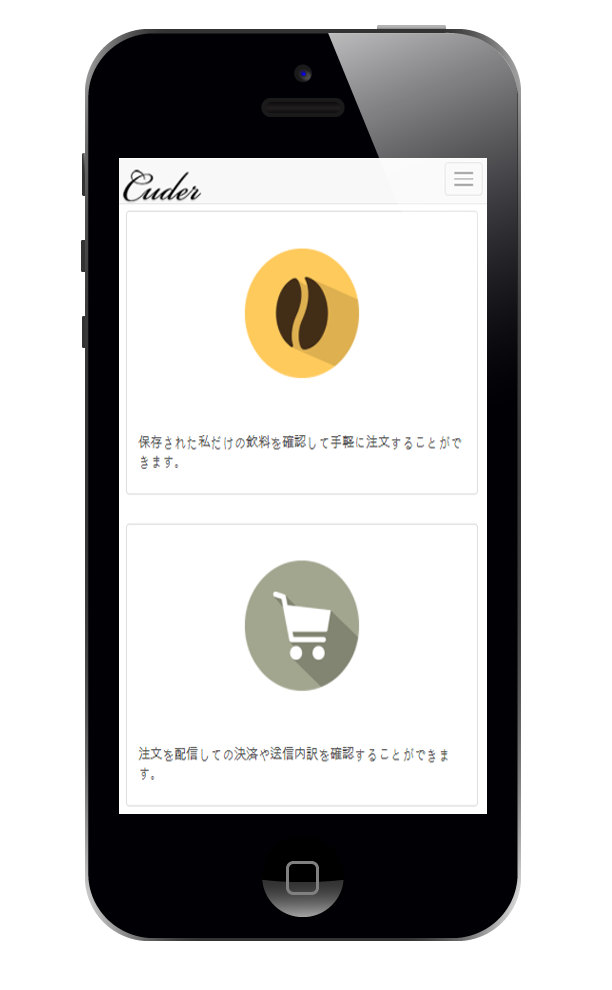 Cuder
保存された私だけの飲料を確認して手軽に注文することがで
きます。
注文を配信しての決済や送信内訳を確認することができま
す。